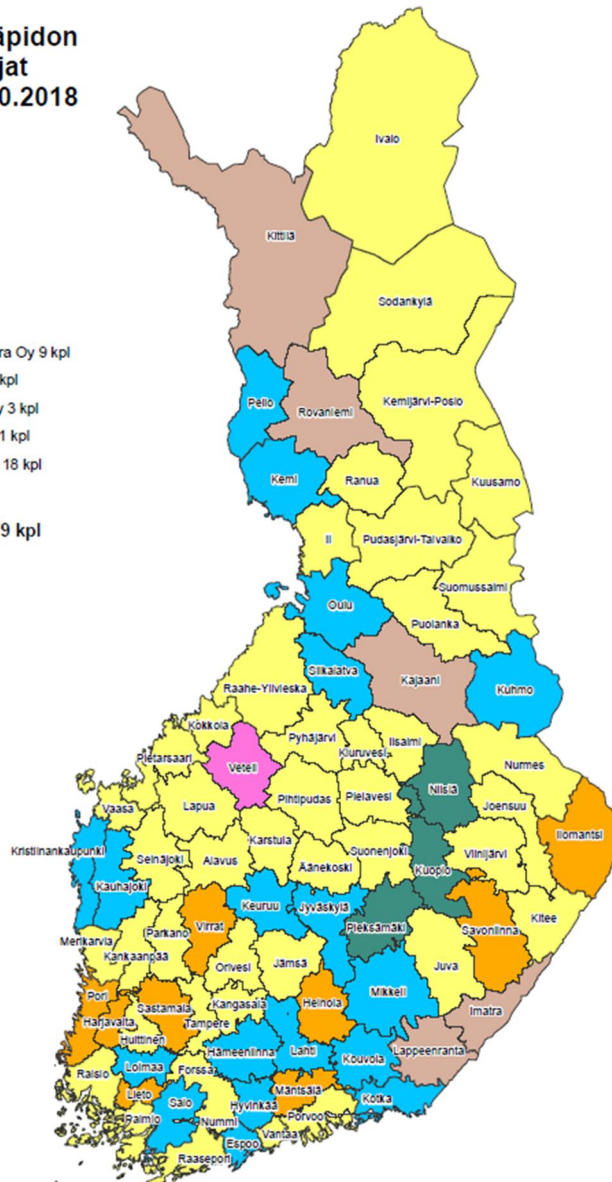 äpidon
jat
0.2018
ra Oy 9 kpl
kpl
y 3 kpl
1 kpl
18 kpl
9 kpl
Ivalo
Kittilä
Sodankylä
Pello
Rovaniemi
Kemijärvi-Posio
Kemi
Ranua
Kuusamo
Ii
Pudasjärvi-Taivalko
Suomussalmi
Oulu
Puolanka
Siikalatva
Kajaani
Kuhmo
Raahe-Ylivieska
Kokkola
Pyhäjärvi
Kiuruvesi
Iisalmi
Nurmes
Pietarsaari
Veteli
Nilsiä
Joensuu
Vaasa
Lapua
Pihtipudas
Pielavesi
Ilomantsi
Kristiinankaupunki
Seinäjoki
Alavus
Karstula
Äänekoski
Suonenjoki
Kuopio
Viinijärvi
Kauhajoki
Keuruu
Jyväskylä
Pieksämäki
Savonlinna
Kitee
Merikarvia
Parkano
Virrat
Kankaanpää
Orivesi
Jämsä
Juva
Mikkeli
Imatra
Pori
Sastamala
Kangasala
Heinola
Harjavalta
Tampere
Huittinen
Hämeenlinna
Lahti
Kouvola
Lappeenranta
Raisio
Loimaa
Forssa
Lieto
Salo
Hyvinkää
Mäntsälä
Kotka
Paimio
Nummi
Porvoo
Espoo
Vantaa
Raasepori